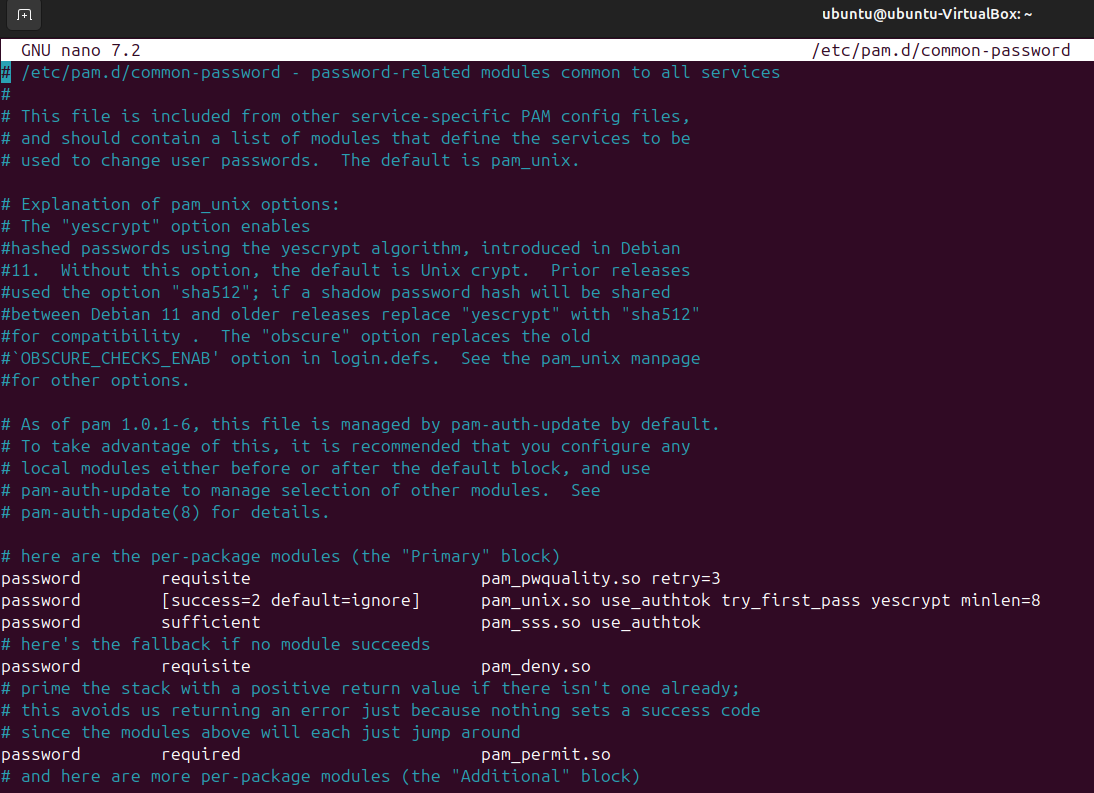 ubuntu@ubuntu-VirtualBox: ~
GNU nano 7.2 /etc/pam.d/common-password
# /etc/pam.d/common-password - password-related modules common to all services
#
# This file is included from other service-specific PAM config files,
# and should contain a list of modules that define the services to be
# used to change user passwords.  The default is pam_unix.

# Explanation of pam_unix options:
# The "yescrypt" option enables
#hashed passwords using the yescrypt algorithm, introduced in Debian
#11.  Without this option, the default is Unix crypt.  Prior releases
#used the option "sha512"; if a shadow password hash will be shared
#between Debian 11 and older releases replace "yescrypt" with "sha512"
#for compatibility .  The "obscure" option replaces the old
#`OBSCURE_CHECKS_ENAB' option in login.defs.  See the pam_unix manpage
#for other options.

# As of pam 1.0.1-6, this file is managed by pam-auth-update by default.
# To take advantage of this, it is recommended that you configure any
# local modules either before or after the default block, and use
# pam-auth-update to manage selection of other modules.  See
# pam-auth-update(8) for details.

# here are the per-package modules (the "Primary" block)
password        requisite                       pam_pwquality.so retry=3
password        [success=2 default=ignore]      pam_unix.so use_authtok try_first_pass yescrypt minlen=8
password        sufficient                      pam_sss.so use_authtok
# here's the fallback if no module succeeds
password        requisite                       pam_deny.so
# prime the stack with a positive return value if there isn't one already;
# this avoids us returning an error just because nothing sets a success code
# since the modules above will each just jump around
password        required                        pam_permit.so
# and here are more per-package modules (the "Additional" block)